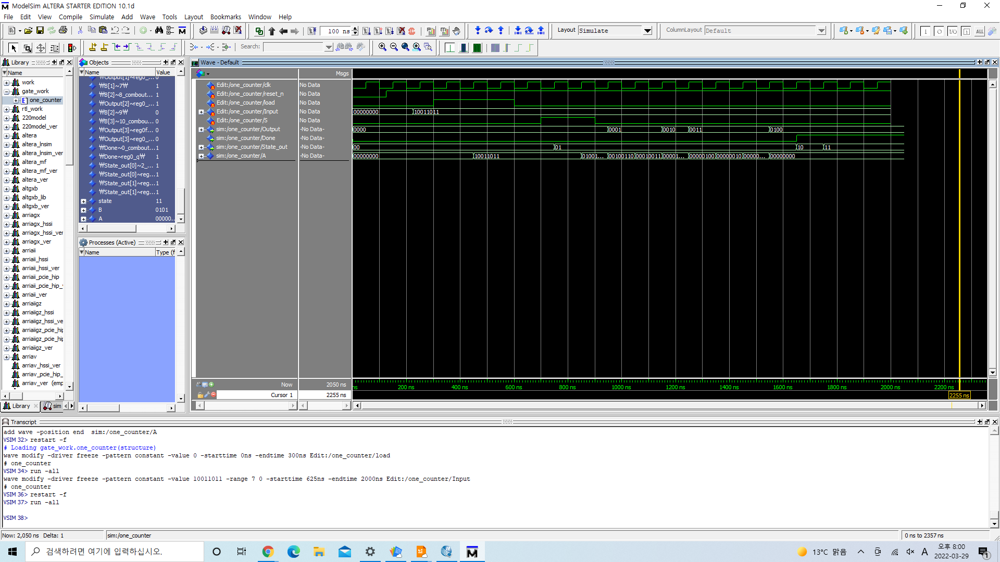 ModelSim ALTERA STARTER EDITION 10.1d
File Edit View Compile Simulate Add Wave Tools Layout Bookmarks Window Help
100 ns
Layout Simulate
ColumnLayout Default
Search:
Library
Name
work
gate_work
one_counter
rtl_work
220model
220model_ver
altera
altera_lnsim
altera_lnsim_ver
altera_mf
altera_mf_ver
altera_ver
altgxb
altgxb_lib
altgxb_ver
arriagx
arriagx_hssi
arriagx_hssi_ver
arriagx_ver
arriaii
arriaii_hssi
arriaii_hssi_ver
arriaii_pcie_hip
arriaii_pcie_hip_
arriaii_ver
arriaiigz
arriaiigz_hssi
arriaiigz_hssi_ve
arriaiigz_pcie_hip
arriaiigz_pcie_hip
arriaiigz_ver
arriav
arriav_hssi_ver
arriav_pcie_hip_
arriav_ver (emp
Library sim
Objects
Name Value
₩Output[1]~reg0_... 0
₩B[1]~7₩ 1
₩B[2]~8_combout... 1
₩Output[2]~reg0_... 1
₩B[2]~9₩ 0
₩B[3]~10_combou... 0
₩Output[3]~reg0f... 0
₩Output[3]~reg0_... 0
₩Done~0_combout... 1
₩Done~reg0_q₩ 1
₩State_out[0]~2_... 1
₩State_out[0]~reg... 1
₩State_out[1]~reg... 1
₩State_out[1]~reg... 1
state 11
B 0101
A 00000...
Processes (Active)
Name Type (f
Wave - Default
Msgs
Edit:/one_counter/clk No Data
Edit:/one_counter/reset_n No Data
Edit:/one_counter/load No Data
Edit:/one_counter/Input No Data 00000000 10011011
Edit:/one_counter/S No Data
sim:/one_counter/Output -No Data- 0000 0001 0010 0011 0100
sim:/one_counter/Done -No Data-
sim:/one_counter/State_out -No Data- 00 01 10 11
sim:/one_counter/A -No Data- 00000000 10011011 01001... 00100110 00010011 00001... 00000100 00000010 00000... 00000000
Now 2050 ns ns 200 ns 400 ns 600 ns 800 ns 1000 ns 1200 ns 1400 ns 1600 ns 1800 ns 2000 ns 2200 ns
Cursor 1 2255 ns 2255 ns
Transcript
add wave -position end  sim:/one_counter/A
VSIM 32> restart -f
# Loading gate_work.one_counter(structure)
wave modify -driver freeze -pattern constant -value 0 -starttime 0ns -endtime 300ns Edit:/one_counter/load
# one_counter
VSIM 34> run -all
wave modify -driver freeze -pattern constant -value 10011011 -range 7 0 -starttime 625ns -endtime 2000ns Edit:/one_counter/Input
# one_counter
VSIM 36> restart -f
VSIM 37> run -all
VSIM 38>
Now: 2,050 ns Delta: 1 sim:/one_counter 0 ns to 2357 ns
검색하려면 여기에 입력하십시오.
13°C 맑음
A
오후 8:00
2022-03-29
1